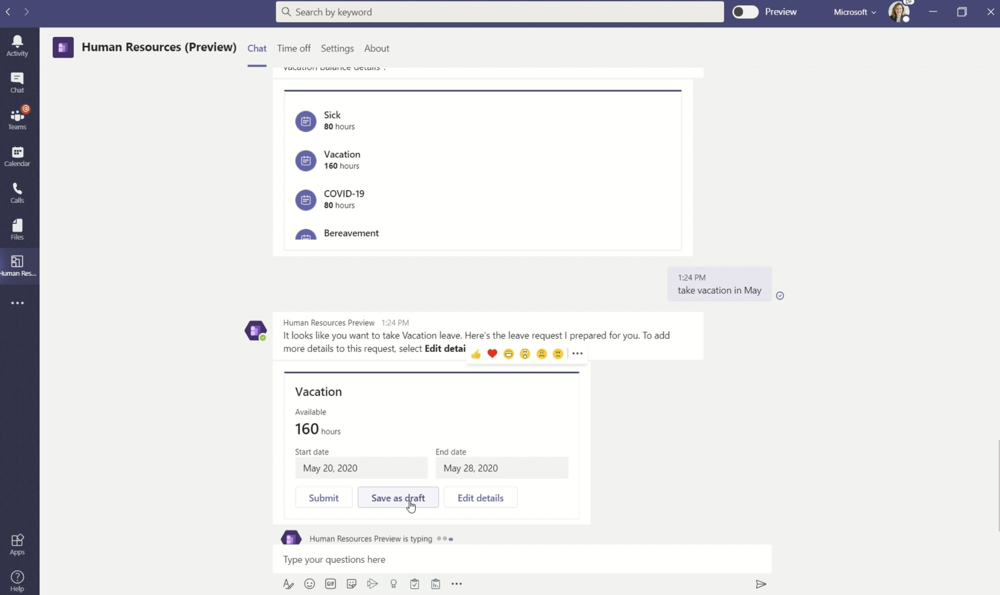 Search by keyword
Preview
Microsoft
DF
Activity
Chat
Teams
Calendar
Calls
Files
Human Res...
Apps
Help
Human Resources (Preview)
Chat
Time off
Settings
About
vacation balance details .
Sick
80 hours
Vacation
160 hours
COVID-19
80 hours
Bereavement
1:24 PM
take vacation in May
Human Resources Preview 1:24 PM
It looks like you want to take Vacation leave. Here's the leave request I prepared for you. To add
more details to this request, select Edit detai
Vacation
Available
160 hours
Start date
End date
May 20, 2020
May 28, 2020
Submit
Save as draft
Edit details
Human Resources Preview is typing
Type your questions here
GIF